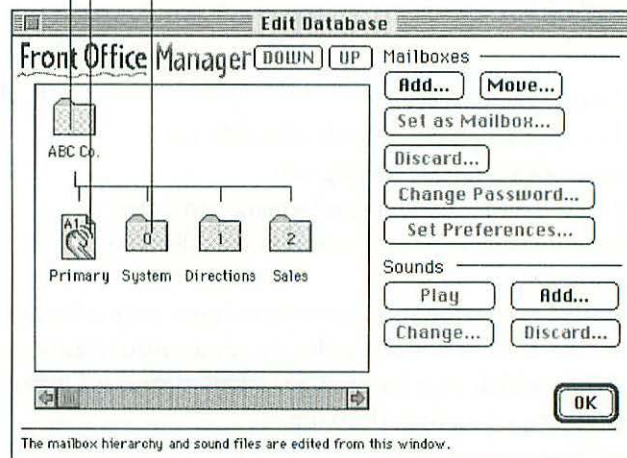 Edit Database
Front Office Manager
DOWN
UP
ABC Co.
A1
0
1
2
Primary
System
Directions
Sales
Mailboxes
Add...
Move...
Set as Mailbox...
Discard...
Change Password...
Set Preferences...
Sounds
Play
Add...
Change...
Discard...
OK
The mailbox hierarchy and sound files are edited from this window.